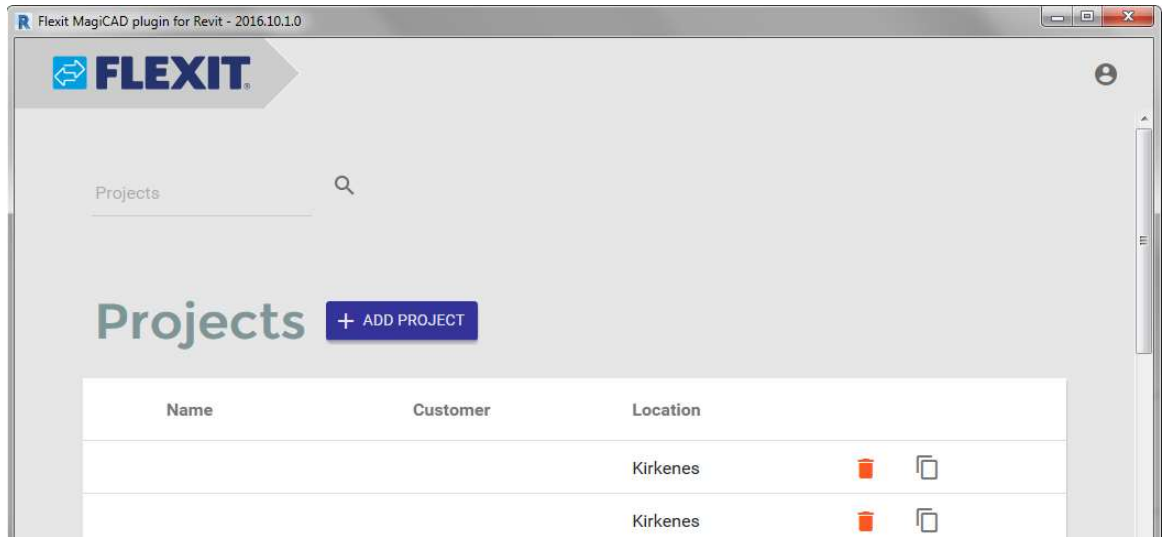 Flexit MagiCAD plugin for Revit - 2016.10.1.0
FLEXIT®
Projects
Projects
+ ADD PROJECT
Name Customer Location
Kirkenes
Kirkenes